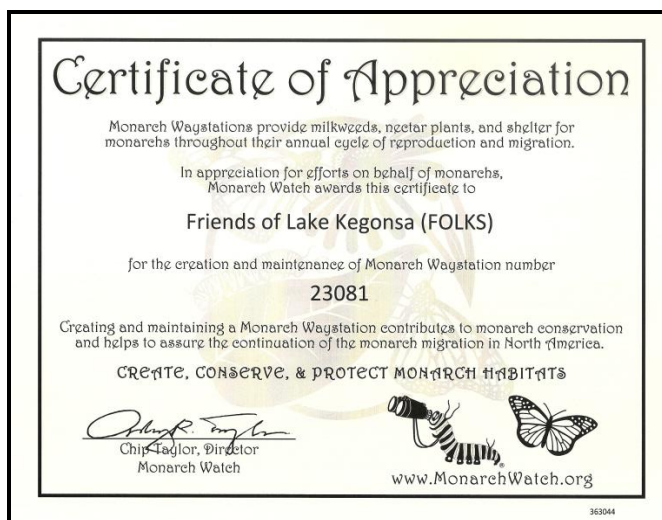 Certificate of Appreciation
Monarch Waystations provide milkweeds, nectar plants, and shelter for
monarchs throughout their annual cycle of reproduction and migration.
In appreciation for efforts on behalf of monarchs,
Monarch Watch awards this certificate to
Friends of Lake Kegonsa (FOLKS)
for the creation and maintenance of Monarch Waystation number
23081
Creating and maintaining a Monarch Waystation contributes to monarch conservation
and helps to assure the continuation of the monarch migration in North America.
CREATE, CONSERVE, & PROTECT MONARCH HABITATS
Chip Taylor, Director
Monarch Watch
www.MonarchWatch.org
363044